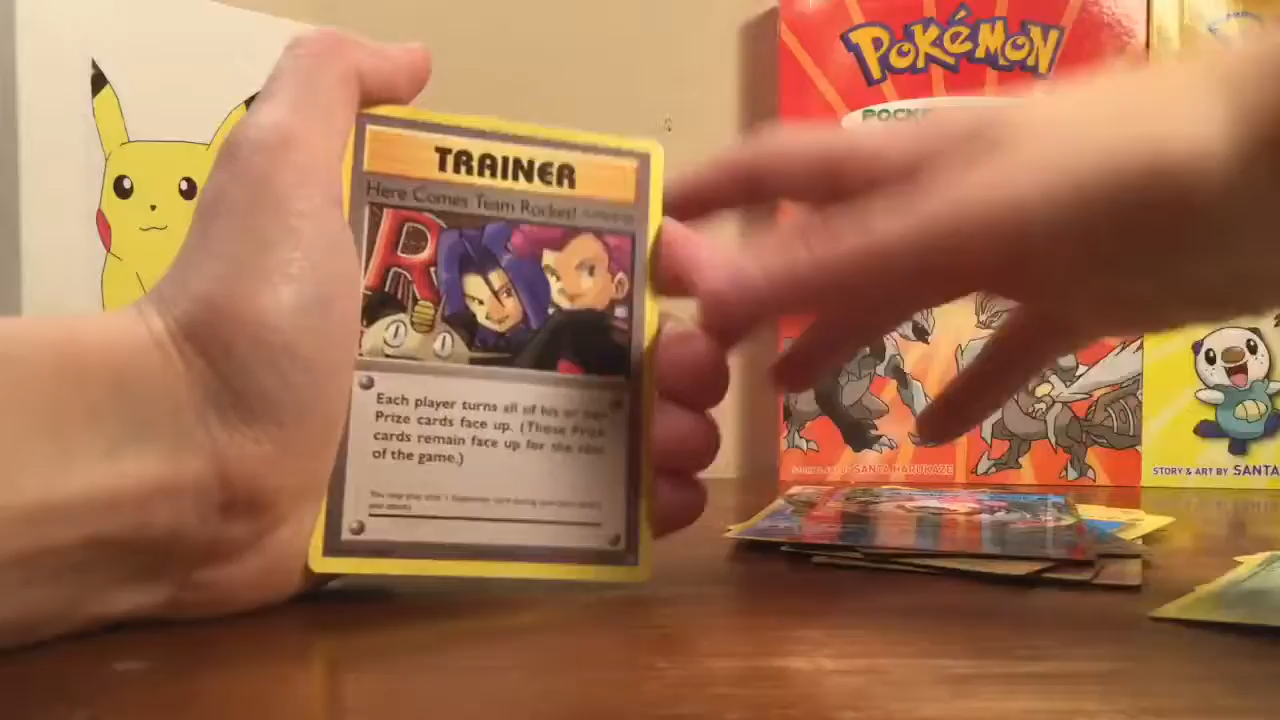 POKéMON
POCKE
TRAINER
Here Comes Team Rocket!
R
Each player turns all of his or her
Prize cards face up. (These Prize
cards remain face up for the rest
of the game.)
STORY & ART BY SANTA HARUKAZE
STORY & ART BY SANTA